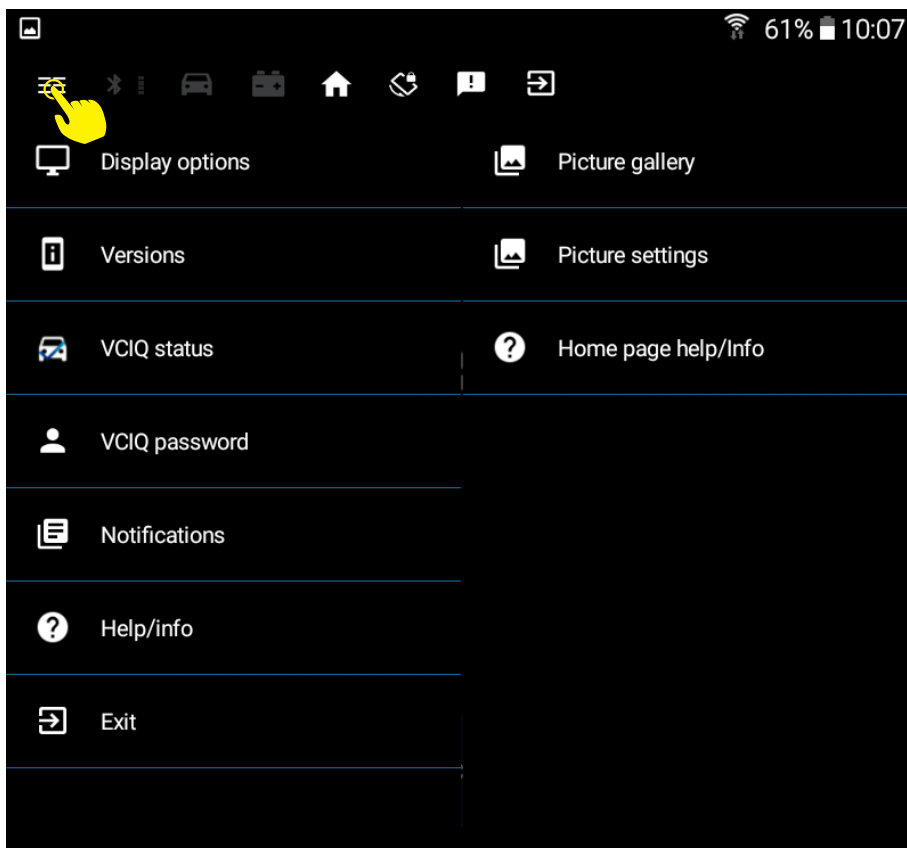 61% 10:07
Display options
Picture gallery
Versions
Picture settings
VCIQ status
Home page help/Info
VCIQ password
Notifications
Help/info
Exit